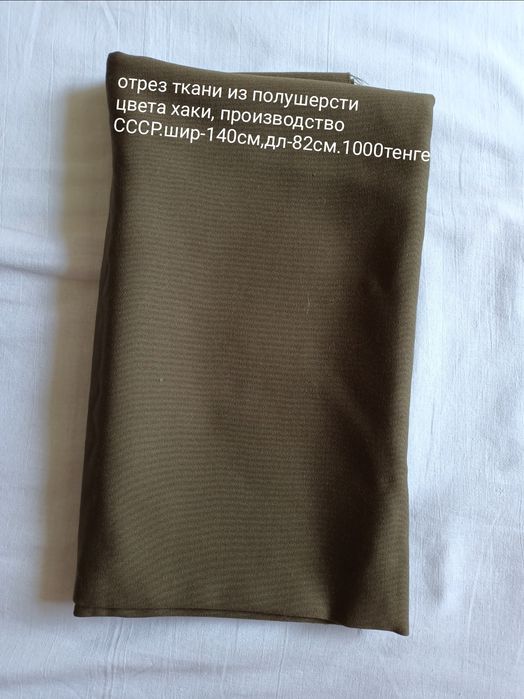 отрез ткани из полушерсти
цвета хаки, производство
СССР.шир-140см,дл-82см.1000тенге